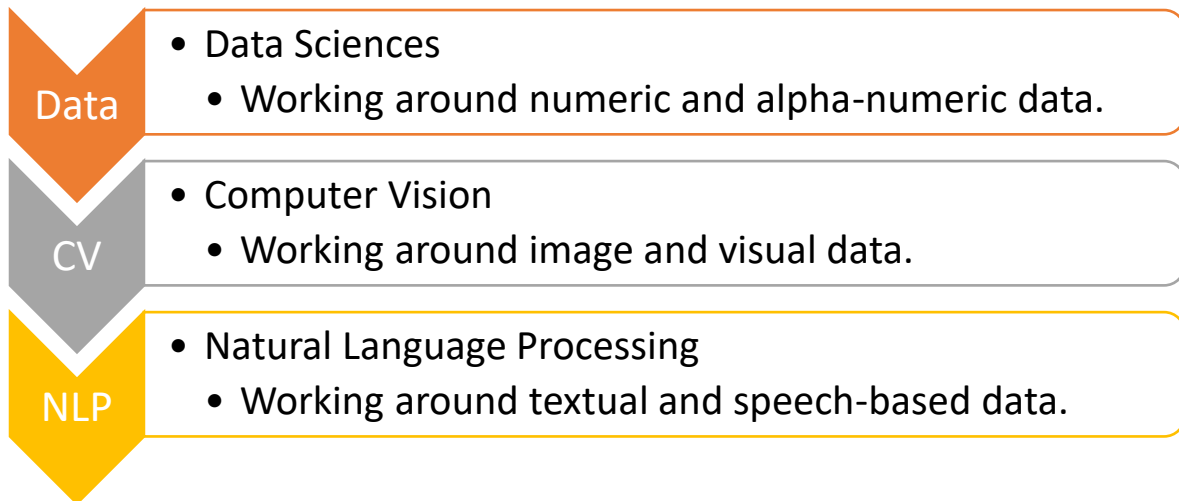 Data
• Data Sciences
• Working around numeric and alpha-numeric data.
CV
• Computer Vision
• Working around image and visual data.
NLP
• Natural Language Processing
• Working around textual and speech-based data.